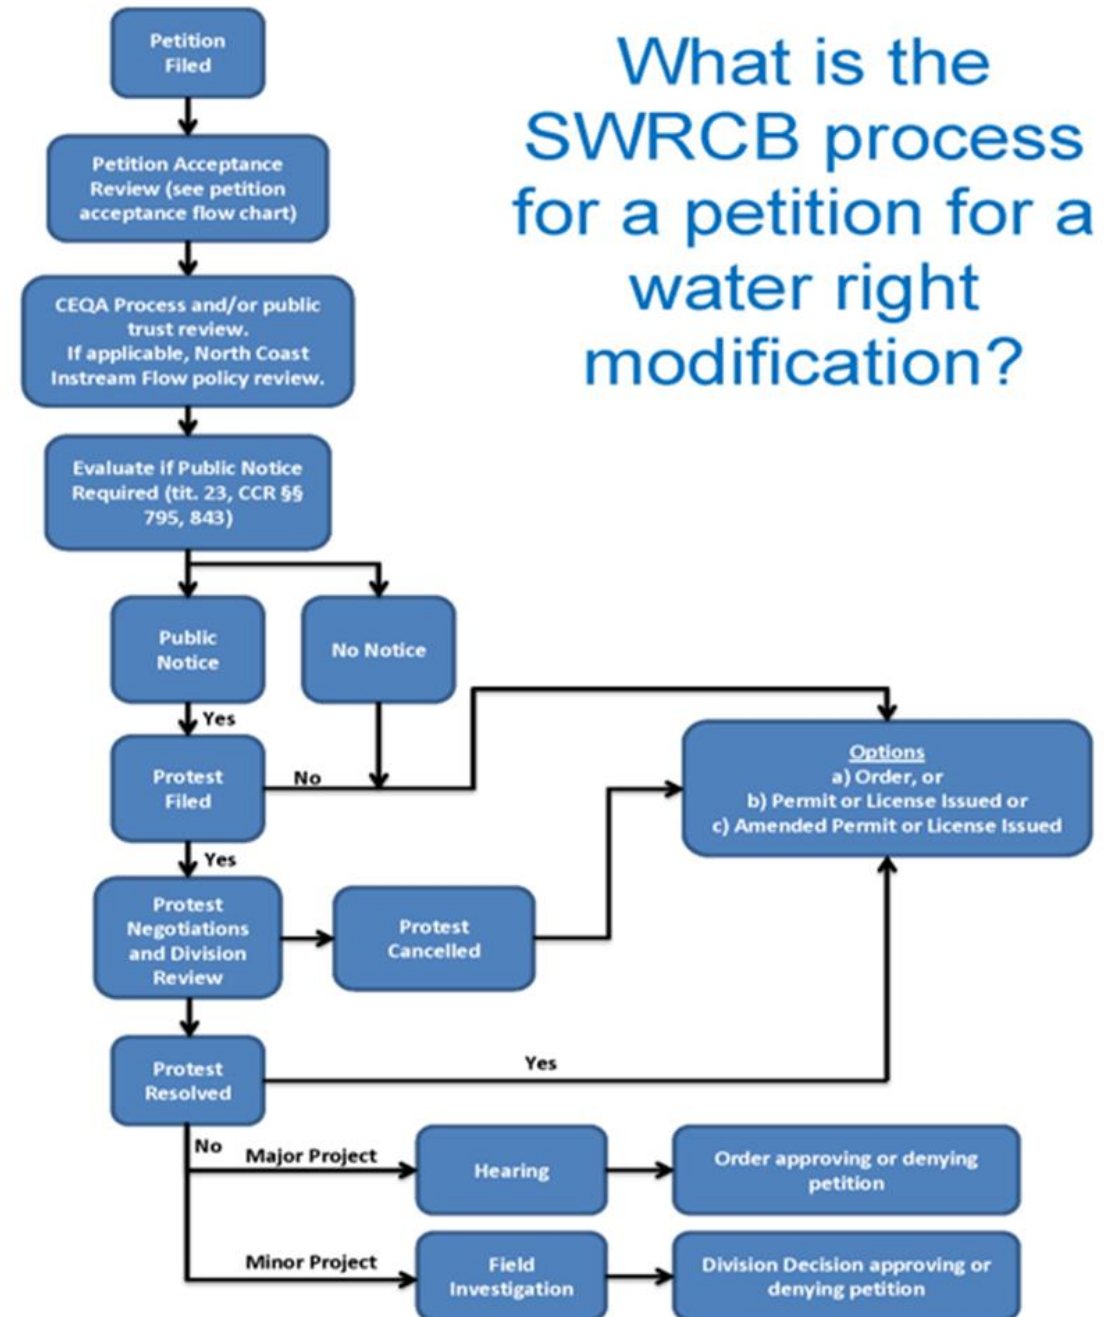 What is the
SWRCB process
for a petition for a
water right
modification?
Petition
Filed
Petition Acceptance
Review (see petition
acceptance flow chart)
CEQA Process and/or public
trust review.
If applicable, North Coast
Instream Flow policy review.
Evaluate if Public Notice
Required (tit. 23, CCR §§
795, 843)
Public
Notice
No Notice
Yes
Protest
Filed
No
Options
a) Order, or
b) Permit or License Issued or
c) Amended Permit or License Issued
Yes
Protest
Negotiations
and Division
Review
Protest
Cancelled
Protest
Resolved
Yes
No
Major Project
Hearing
Order approving or denying
petition
Minor Project
Field
Investigation
Division Decision approving or
denying petition